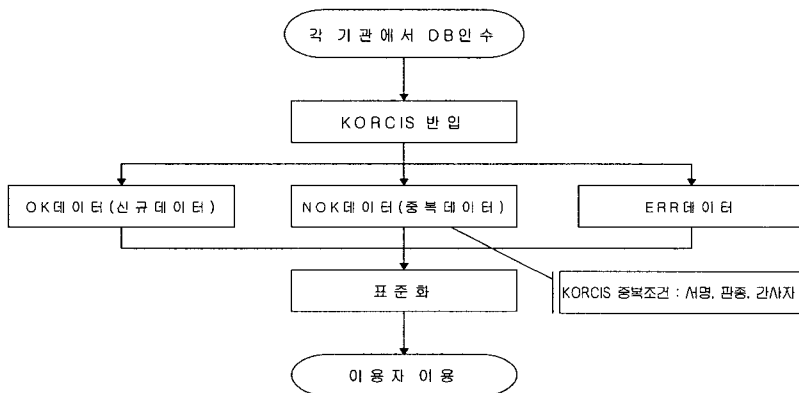 각 기관에서 DB인수
KORCIS 반입
OK데이터(신규데이터)
NOK데이터(중복데이터)
ERR데이터
표준화
KORCIS 중복조건 : 서명, 판종, 간사자
이용자 이용